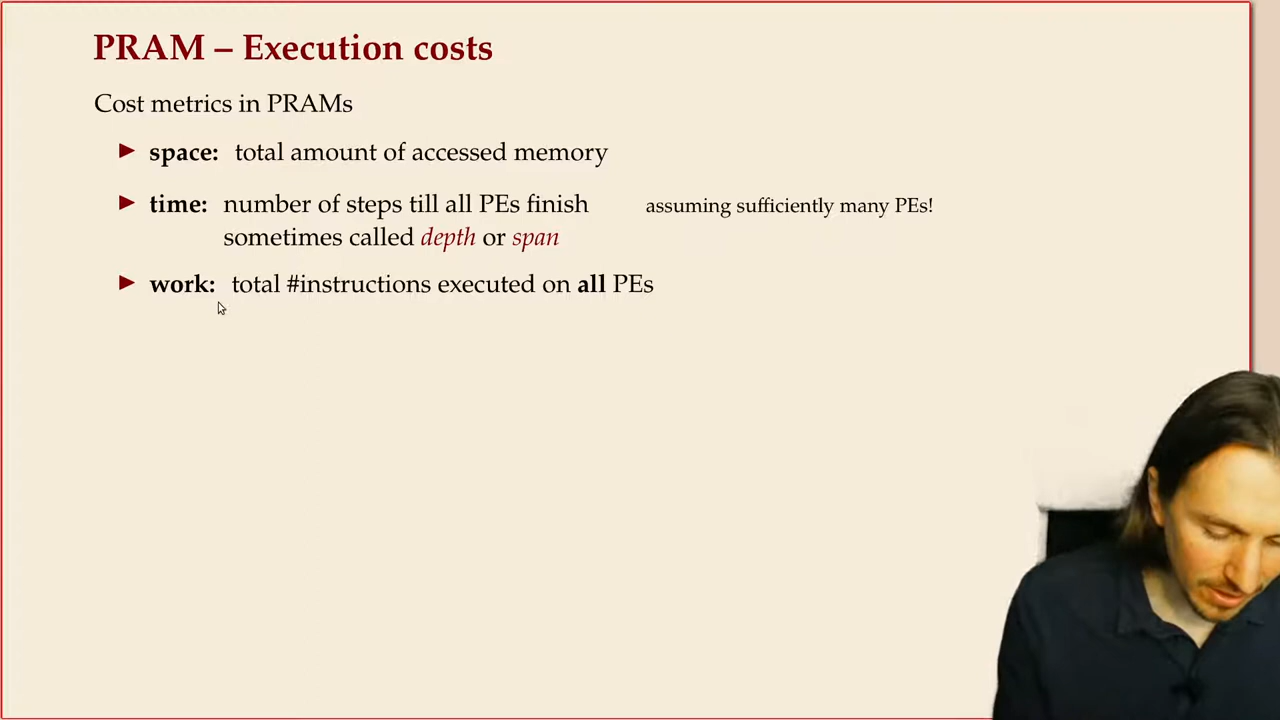 PRAM – Execution costs
Cost metrics in PRAMs
▶ space: total amount of accessed memory
▶ time: number of steps till all PEs finish assuming sufficiently many PEs!
sometimes called depth or span
▶ work: total #instructions executed on all PEs